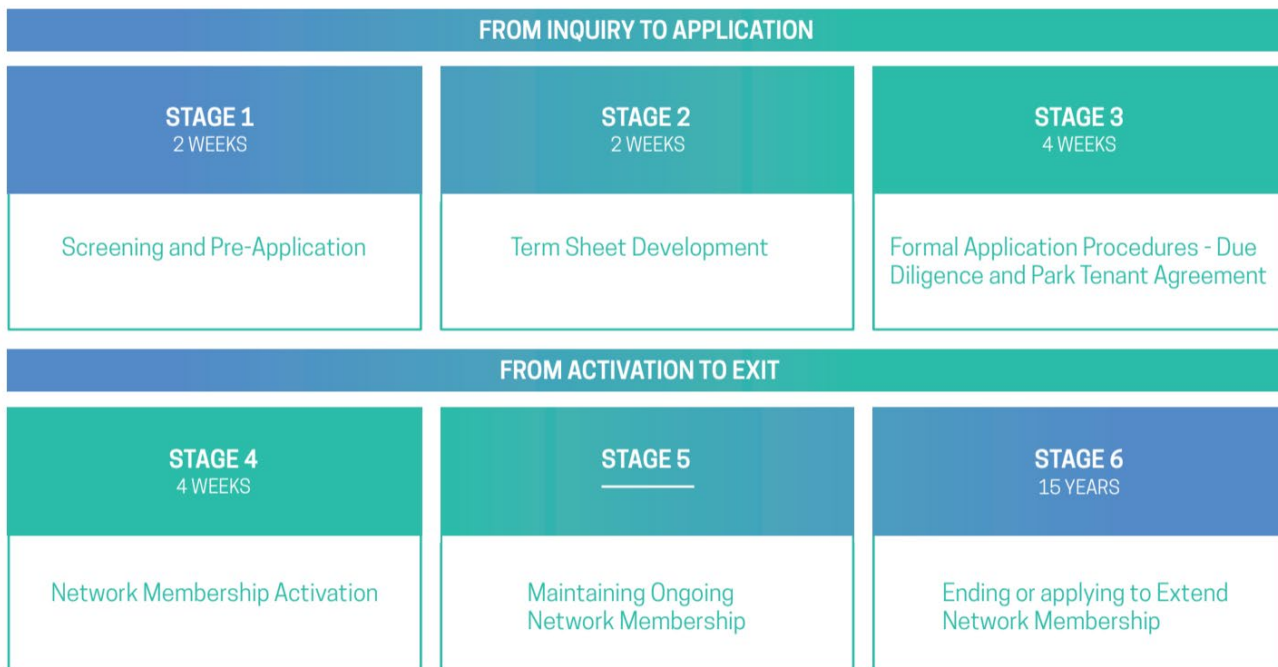 FROM INQUIRY TO APPLICATION
STAGE 1
2 WEEKS
Screening and Pre-Application
STAGE 2
2 WEEKS
Term Sheet Development
STAGE 3
4 WEEKS
Formal Application Procedures - Due
Diligence and Park Tenant Agreement
FROM ACTIVATION TO EXIT
STAGE 4
4 WEEKS
Network Membership Activation
STAGE 5
Maintaining Ongoing
Network Membership
STAGE 6
15 YEARS
Ending or applying to Extend
Network Membership